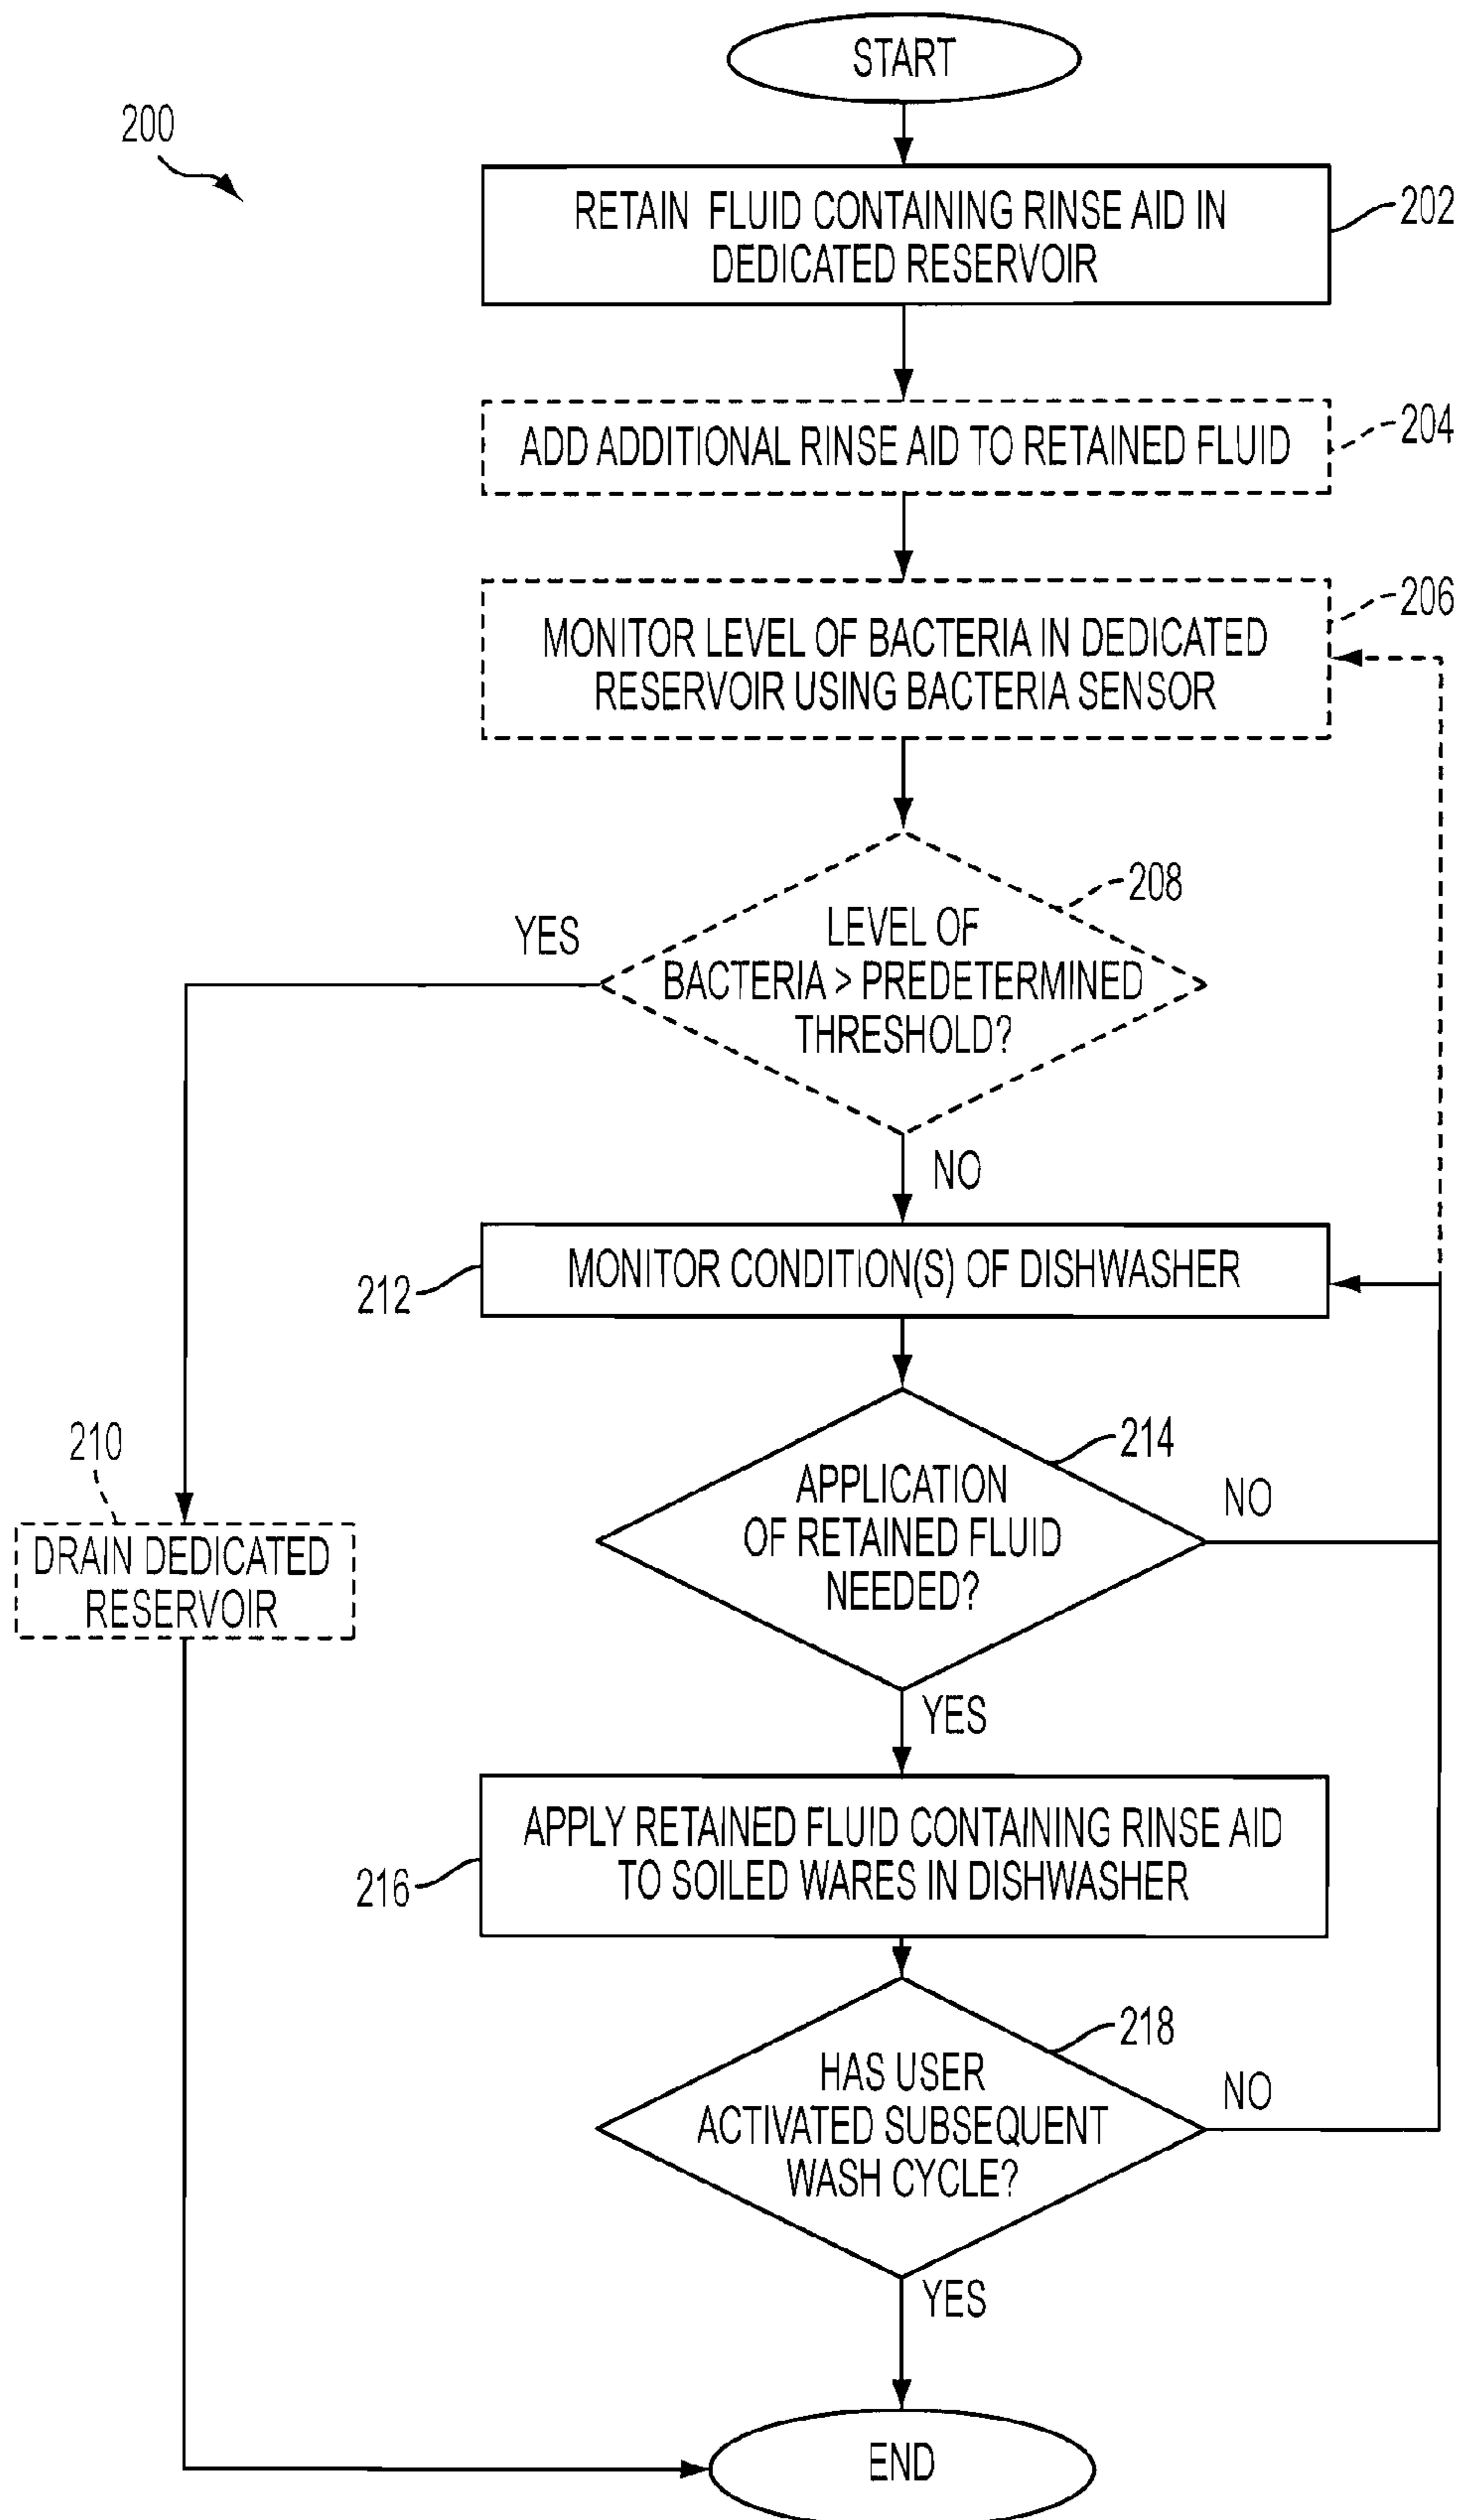 START
200
RETAIN FLUID CONTAINING RINSE AID IN
DEDICATED RESERVOIR
202
ADD ADDITIONAL RINSE AID TO RETAINED FLUID
204
MONITOR LEVEL OF BACTERIA IN DEDICATED
RESERVOIR USING BACTERIA SENSOR
206
LEVEL OF
BACTERIA > PREDETERMINED
THRESHOLD?
208
YES
NO
MONITOR CONDITION(S) OF DISHWASHER
212
APPLICATION
OF RETAINED FLUID
NEEDED?
214
NO
210
DRAIN DEDICATED
RESERVOIR
YES
APPLY RETAINED FLUID CONTAINING RINSE AID
TO SOILED WARES IN DISHWASHER
216
HAS USER
ACTIVATED SUBSEQUENT
WASH CYCLE?
218
NO
YES
END